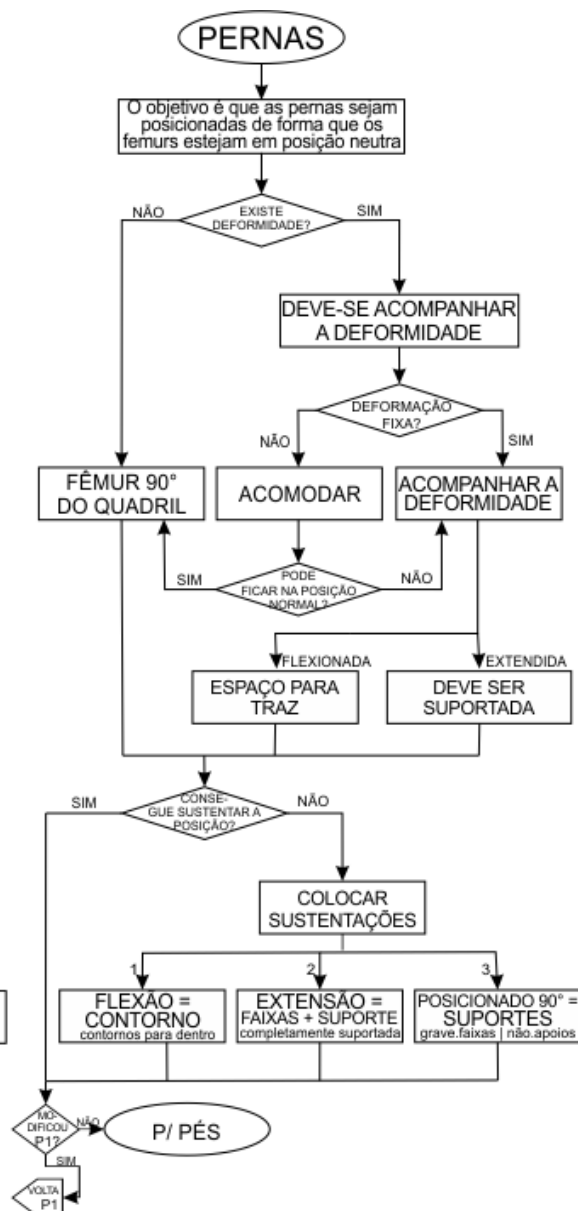 PERNAS
O objetivo é que as pernas sejam
posicionadas de forma que os
femurs estejam em posição neutra
NÃO
EXISTE
DEFORMIDADE?
SIM
DEVE-SE ACOMPANHAR
A DEFORMIDADE
DEFORMAÇÃO
FIXA?
NÃO
SIM
FÊMUR 90°
DO QUADRIL
ACOMODAR
ACOMPANHAR A
DEFORMIDADE
SIM
PODE
FICAR NA POSIÇÃO
NORMAL?
NÃO
FLEXIONADA
EXTENDIDA
ESPAÇO PARA
TRAZ
DEVE SER
SUPORTADA
SIM
CONSE-
GUE SUSTENTAR A
POSIÇÃO?
NÃO
COLOCAR
SUSTENTAÇÕES
1
2
3
FLEXÃO =
CONTORNO
contornos para dentro
EXTENSÃO =
FAIXAS + SUPORTE
completamente suportada
POSICIONADO 90° =
SUPORTES
grave.faixas | não.apoios
MO-
DIFICOU
P1?
NÃO
P/ PÉS
SIM
VOLTA
P1